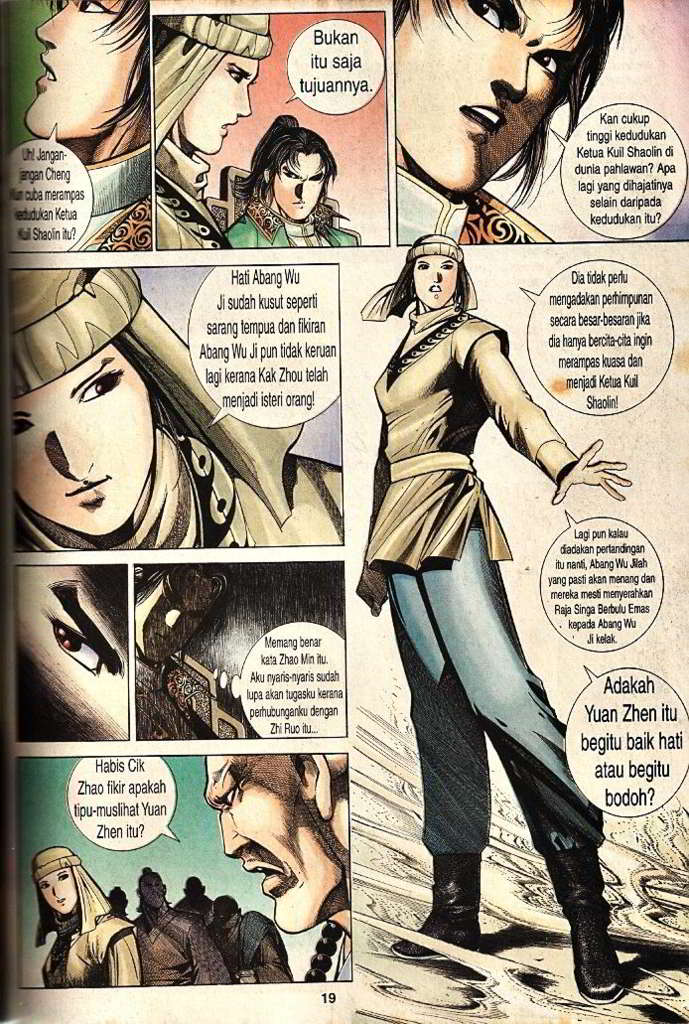 Uh! Jangan-
jangan Cheng
Kun cuba merampas
kedudukan Ketua
Kuil Shaolin itu?
Bukan
itu saja
tujuannya.
Kan cukup
tinggi kedudukan
Ketua Kuil Shaolin di
dunia pahlawan? Apa
lagi yang dihajatinya
selain daripada
kedudukan itu?
Dia tidak perlu
mengadakan perhimpunan
secara besar-besaran jika
dia hanya bercita-cita ingin
merampas kuasa dan
menjadi Ketua Kuil
Shaolin!
Lagi pun kalau
diadakan pertandingan
itu nanti, Abang Wu Jilah
yang pasti akan menang dan
mereka mesti menyerahkan
Raja Singa Berbulu Emas
kepada Abang Wu
Ji kelak.
Adakah
Yuan Zhen itu
begitu baik hati
atau begitu
bodoh?
Hati Abang Wu
Ji sudah kusut seperti
sarang tempua dan fikiran
Abang Wu Ji pun tidak keruan
lagi kerana Kak Zhou telah
menjadi isteri orang!
Memang benar
kata Zhao Min itu.
Aku nyaris-nyaris sudah
lupa akan tugasku kerana
perhubunganku dengan
Zhi Ruo itu...
Habis Cik
Zhao fikir apakah
tipu-muslihat Yuan
Zhen itu?
19